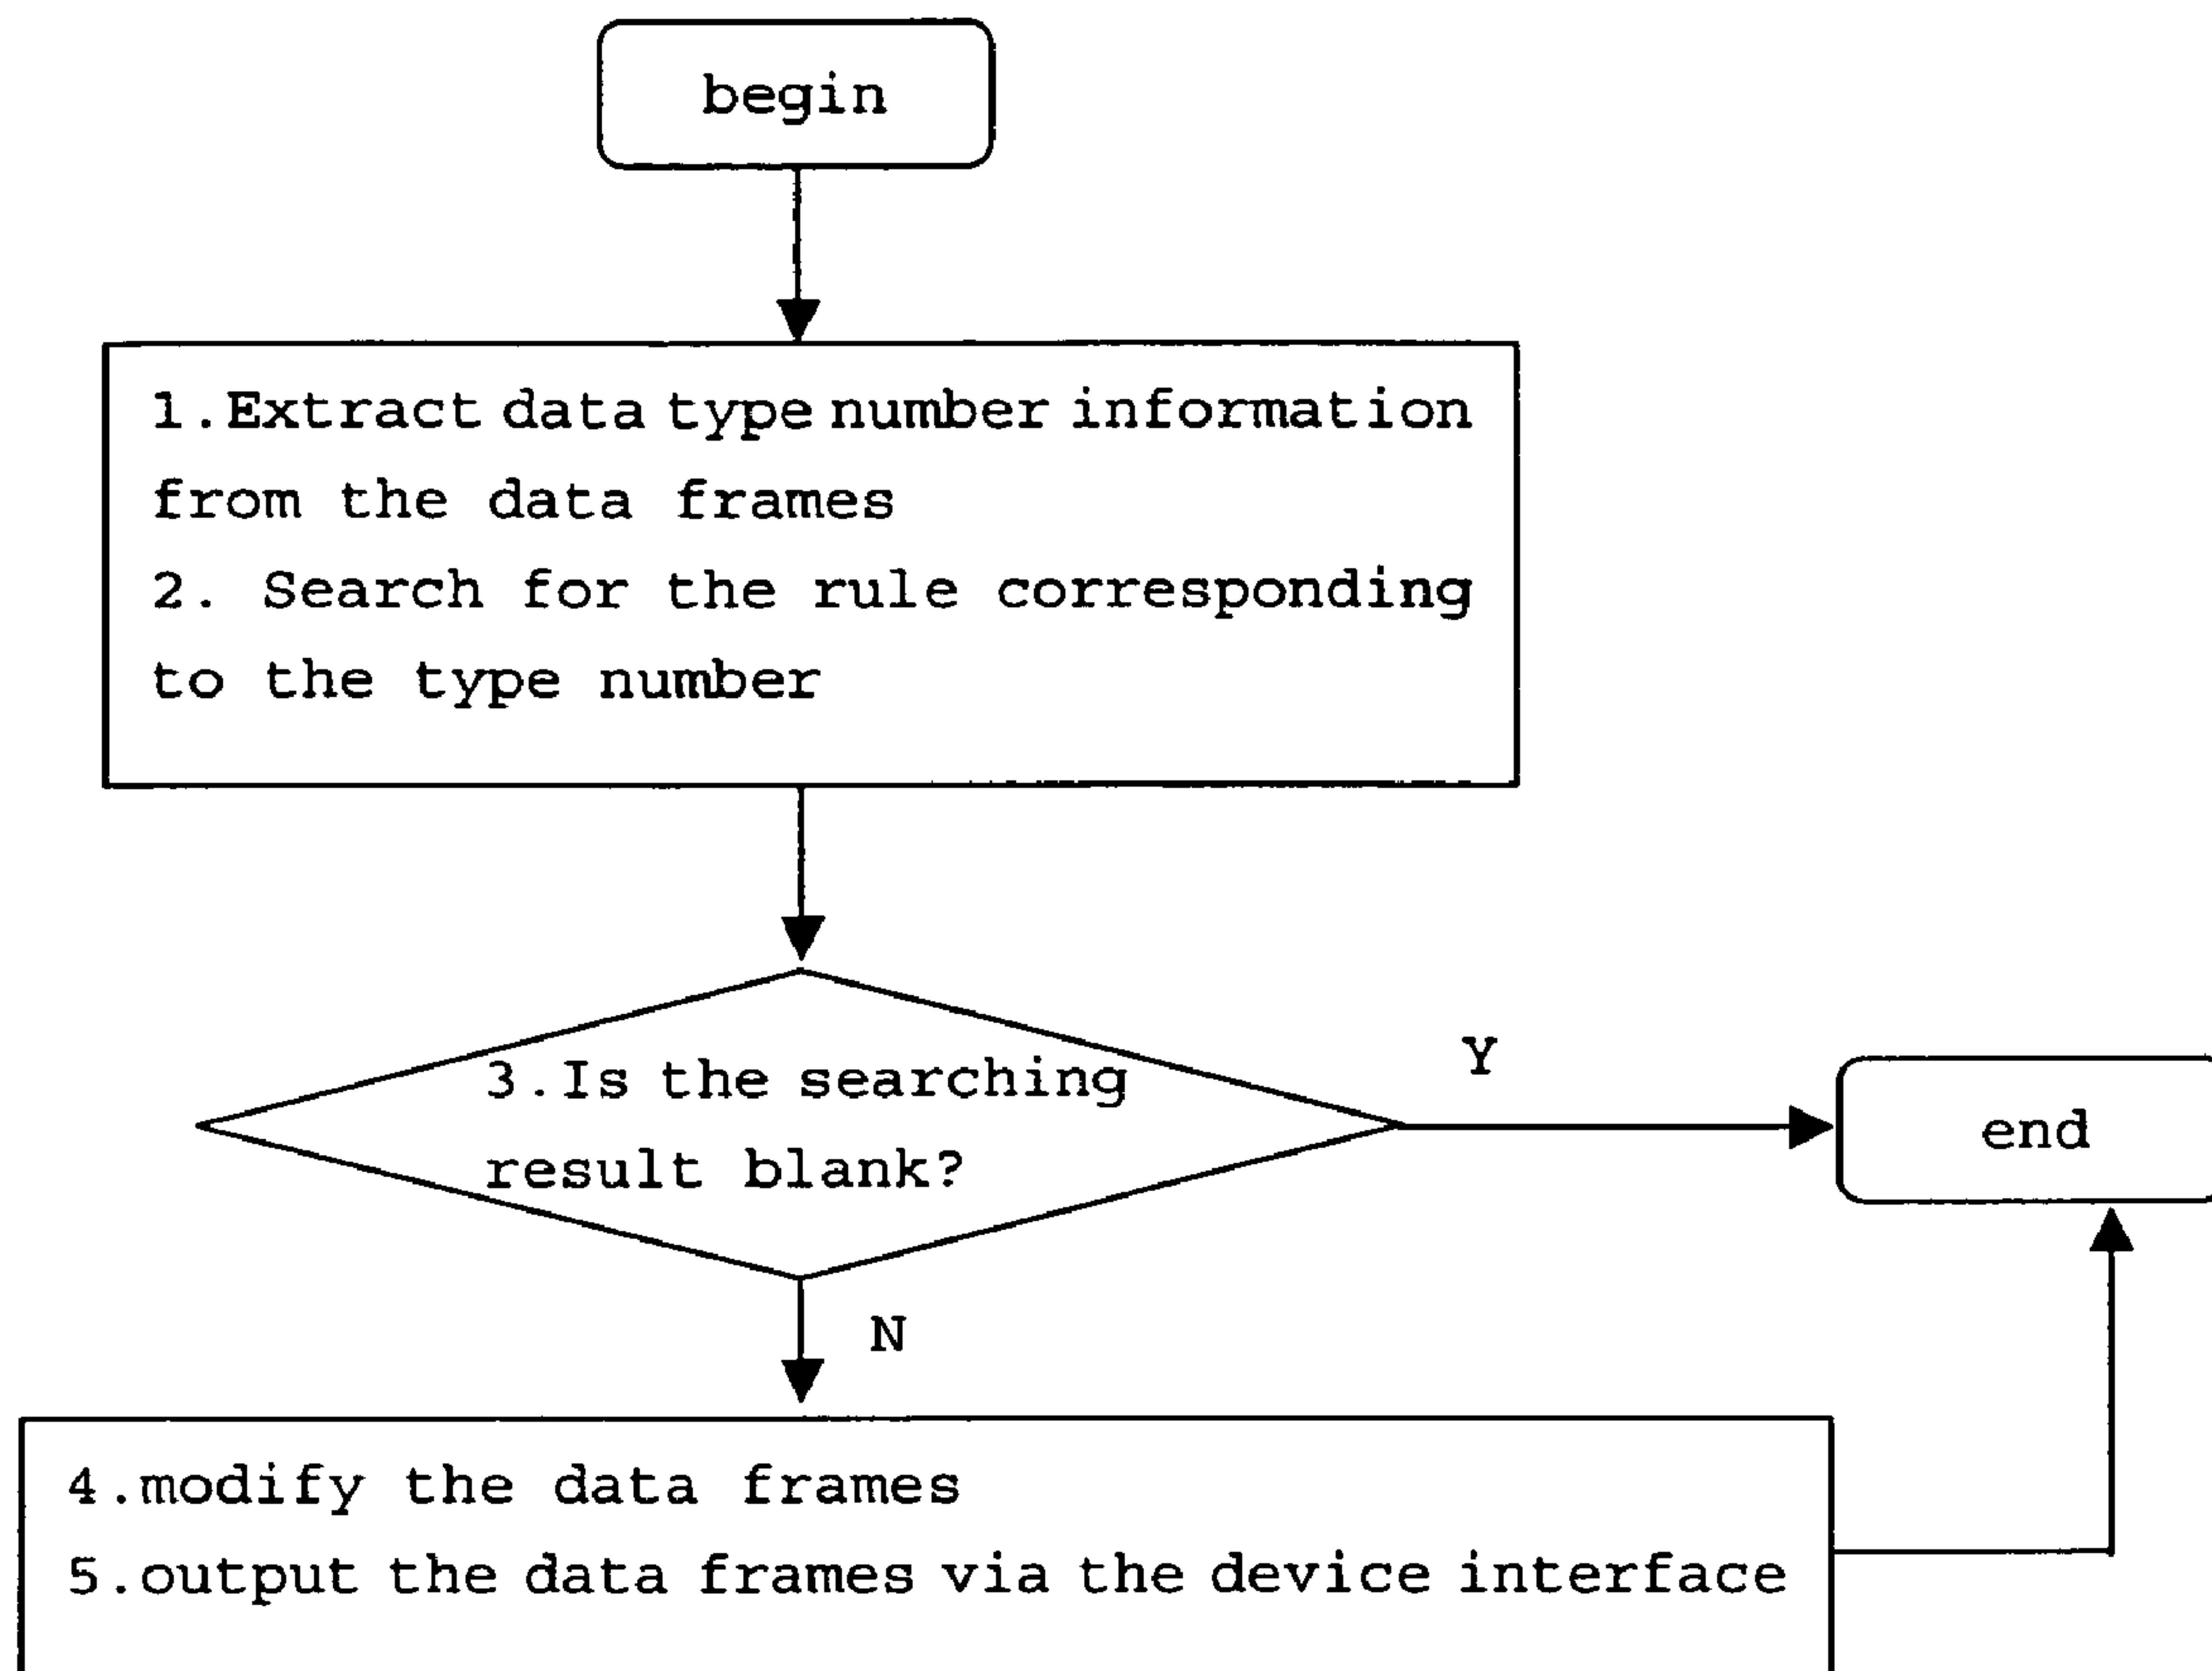 begin
1.Extract data type number information
from the data frames
2. Search for the rule corresponding
to the type number
3.Is the searching
result blank?
Y
end
N
4.modify the data frames
5.output the data frames via the device interface